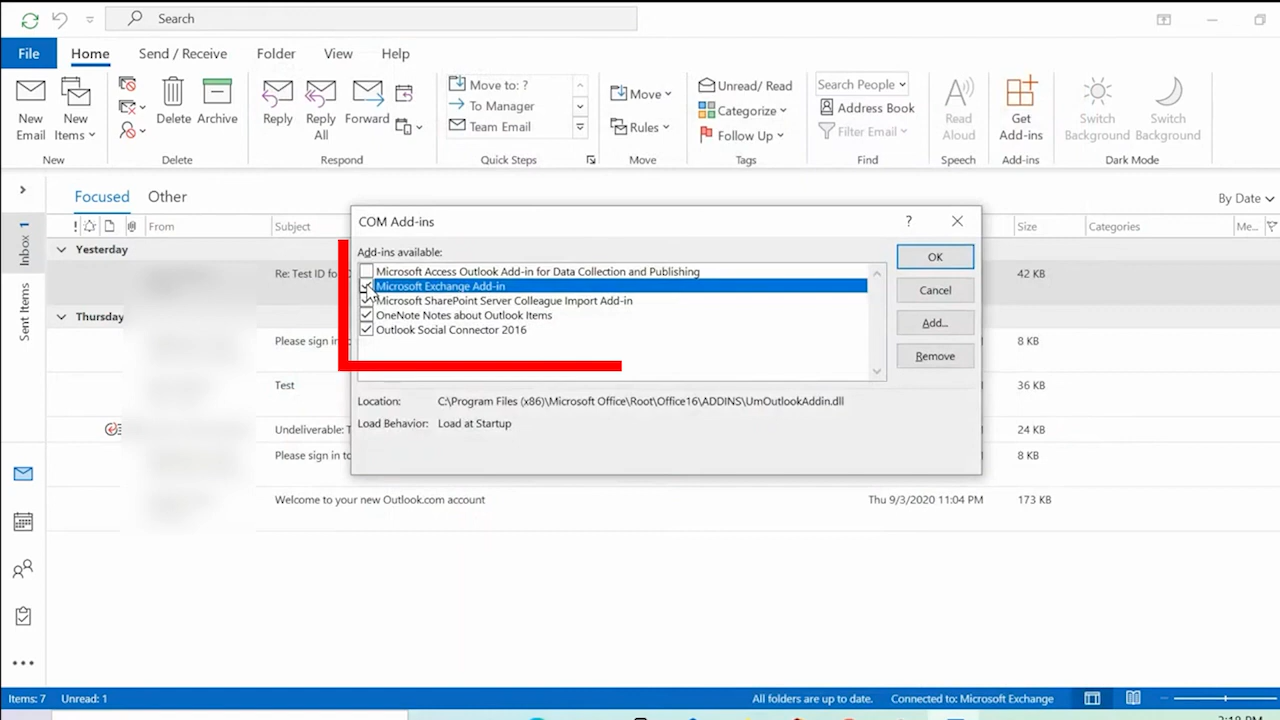 Search
File Home Send / Receive Folder View Help
New Email
New Items
Delete
Archive
Reply
Reply All
Forward
Move to: ?
To Manager
Team Email
Move
Rules
Unread/ Read
Categorize
Follow Up
Search People
Address Book
Filter Email
Read Aloud
Get Add-ins
Switch Background
Switch Background
New Delete Respond Quick Steps Move Tags Find Speech Add-ins Dark Mode
Focused Other By Date
! From Subject Size Categories Me...
Inbox 1
Sent Items
Yesterday
Re: Test ID fo 42 KB
Thursday
Please sign in 8 KB
Test 36 KB
Undeliverable: 24 KB
Please sign in to 8 KB
Welcome to your new Outlook.com account Thu 9/3/2020 11:04 PM 173 KB
COM Add-ins ?
Add-ins available:
Microsoft Access Outlook Add-in for Data Collection and Publishing
Microsoft Exchange Add-in
Microsoft SharePoint Server Colleague Import Add-in
OneNote Notes about Outlook Items
Outlook Social Connector 2016
OK
Cancel
Add...
Remove
Location: C:\Program Files (x86)\Microsoft Office\Root\Office16\ADDINS\UmOutlookAddin.dll
Load Behavior: Load at Startup
Items: 7 Unread: 1 All folders are up to date. Connected to: Microsoft Exchange